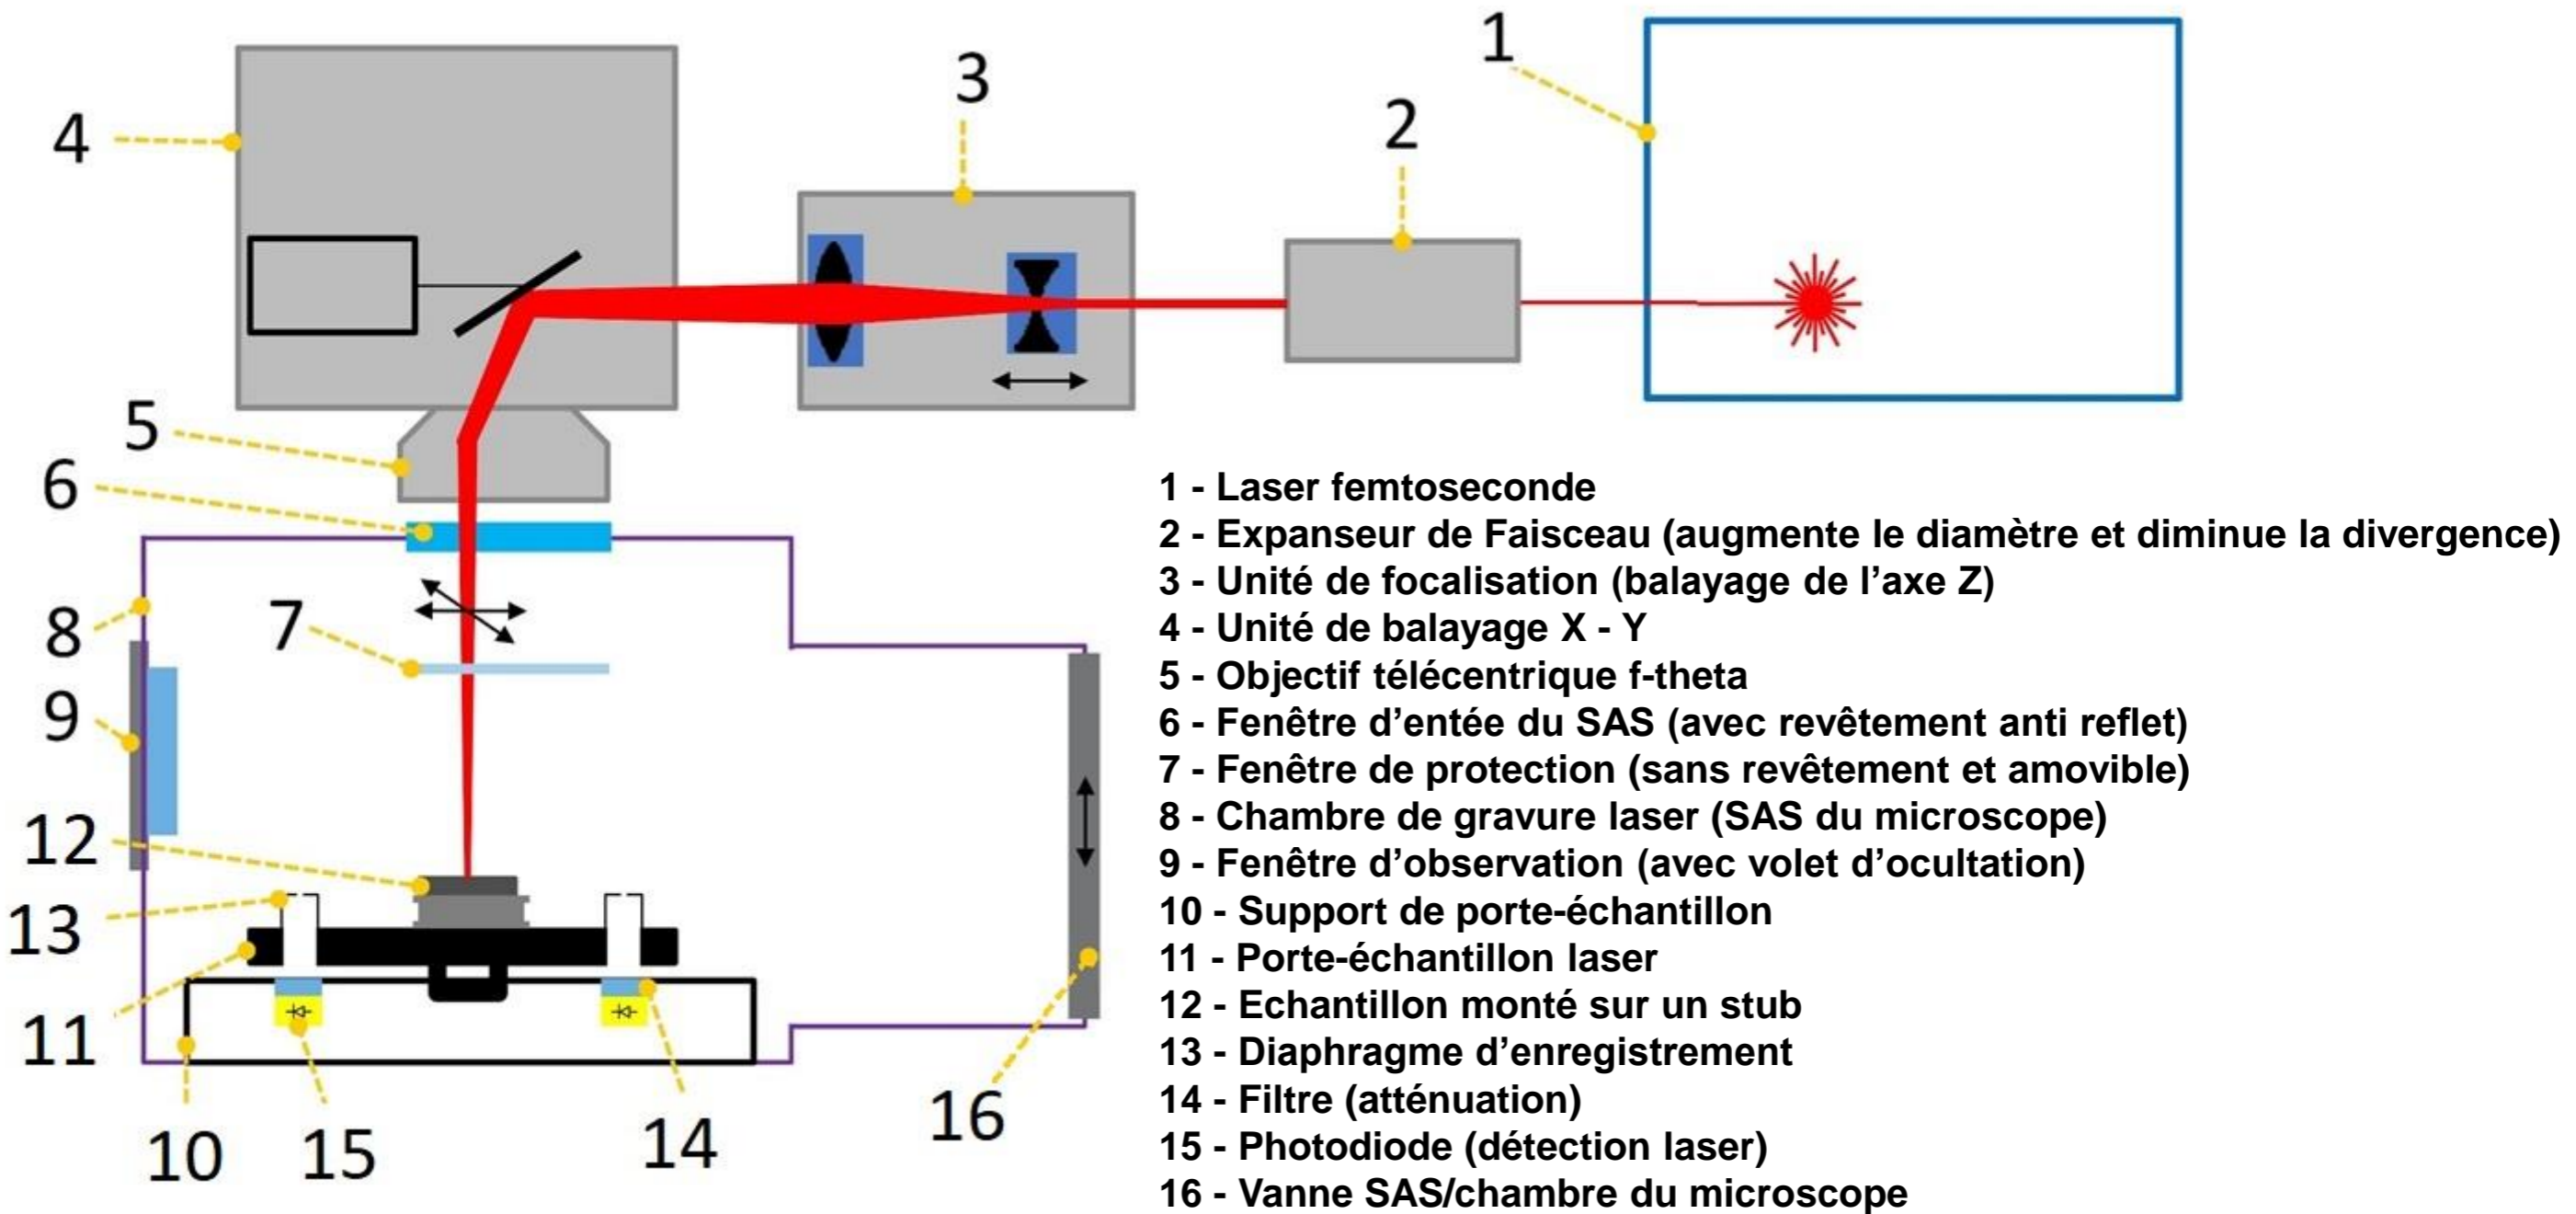 1
3
2
4
5
6
7
8
9
12
13
11
10
15
14
16
1 - Laser femtoseconde
2 - Expanseur de Faisceau (augmente le diamètre et diminue la divergence)
3 - Unité de focalisation (balayage de l’axe Z)
4 - Unité de balayage X - Y
5 - Objectif télécentrique f-theta
6 - Fenêtre d’entée du SAS (avec revêtement anti reflet)
7 - Fenêtre de protection (sans revêtement et amovible)
8 - Chambre de gravure laser (SAS du microscope)
9 - Fenêtre d’observation (avec volet d’ocultation)
10 - Support de porte-échantillon
11 - Porte-échantillon laser
12 - Echantillon monté sur un stub
13 - Diaphragme d’enregistrement
14 - Filtre (atténuation)
15 - Photodiode (détection laser)
16 - Vanne SAS/chambre du microscope